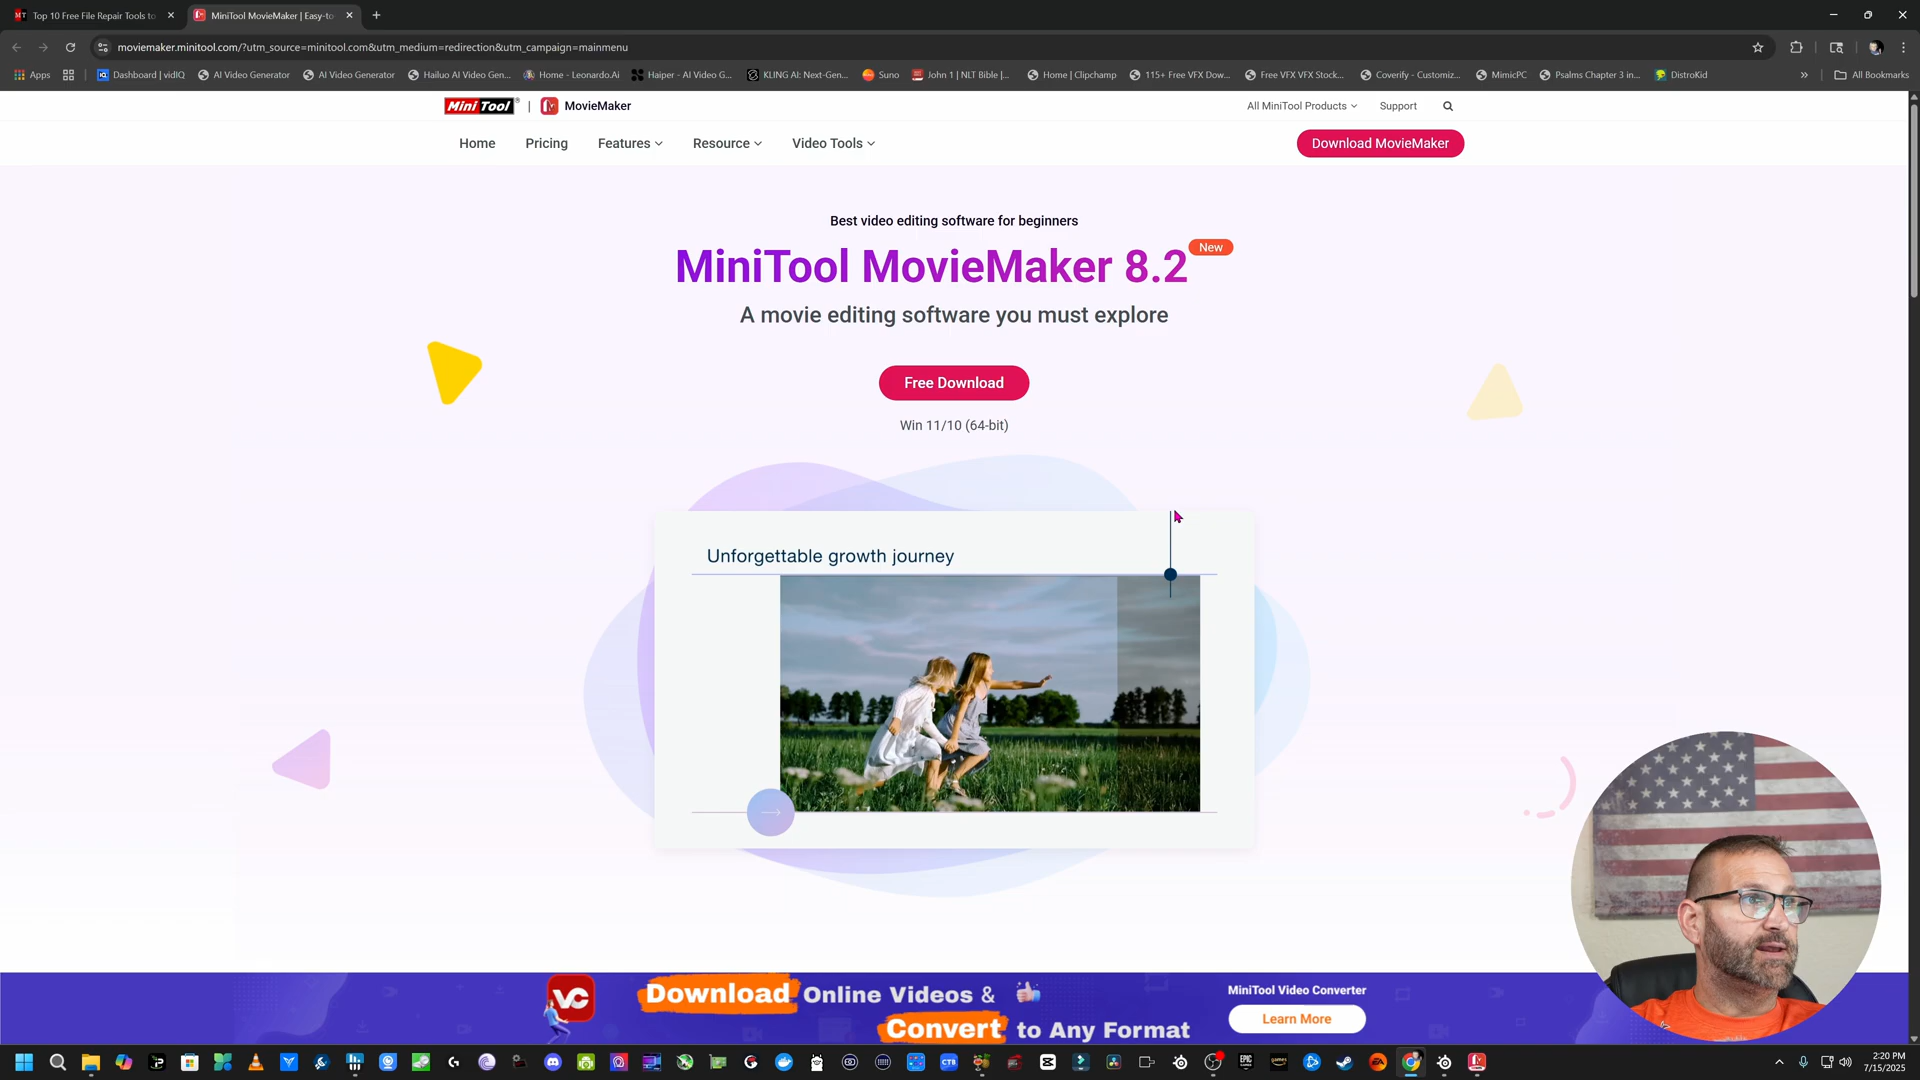 Top 10 Free File Repair Tools to
MiniTool MovieMaker | Easy-to
moviemaker.minitool.com/?utm_source=minitool.com&utm_medium=redirection&utm_campaign=mainmenu
Apps
Dashboard | vidIQ
AI Video Generator
AI Video Generator
Hailuo AI Video Gen...
Home - Leonardo.Ai
Haiper - AI Video G...
KLING AI: Next-Gen...
Suno
John 1 | NLT Bible |...
Home | Clipchamp
115+ Free VFX Dow...
Free VFX VFX Stock...
Coverify - Customiz...
MimicPC
Psalms Chapter 3 in...
DistroKid
»
All Bookmarks
MiniTool | MovieMaker
All MiniTool Products
Support
Home
Pricing
Features
Resource
Video Tools
Download MovieMaker
Best video editing software for beginners
MiniTool MovieMaker 8.2
New
A movie editing software you must explore
Free Download
Win 11/10 (64-bit)
Unforgettable growth journey
VC
Download Online Videos &
Convert to Any Format
MiniTool Video Converter
Learn More
2:20 PM
7/15/2025